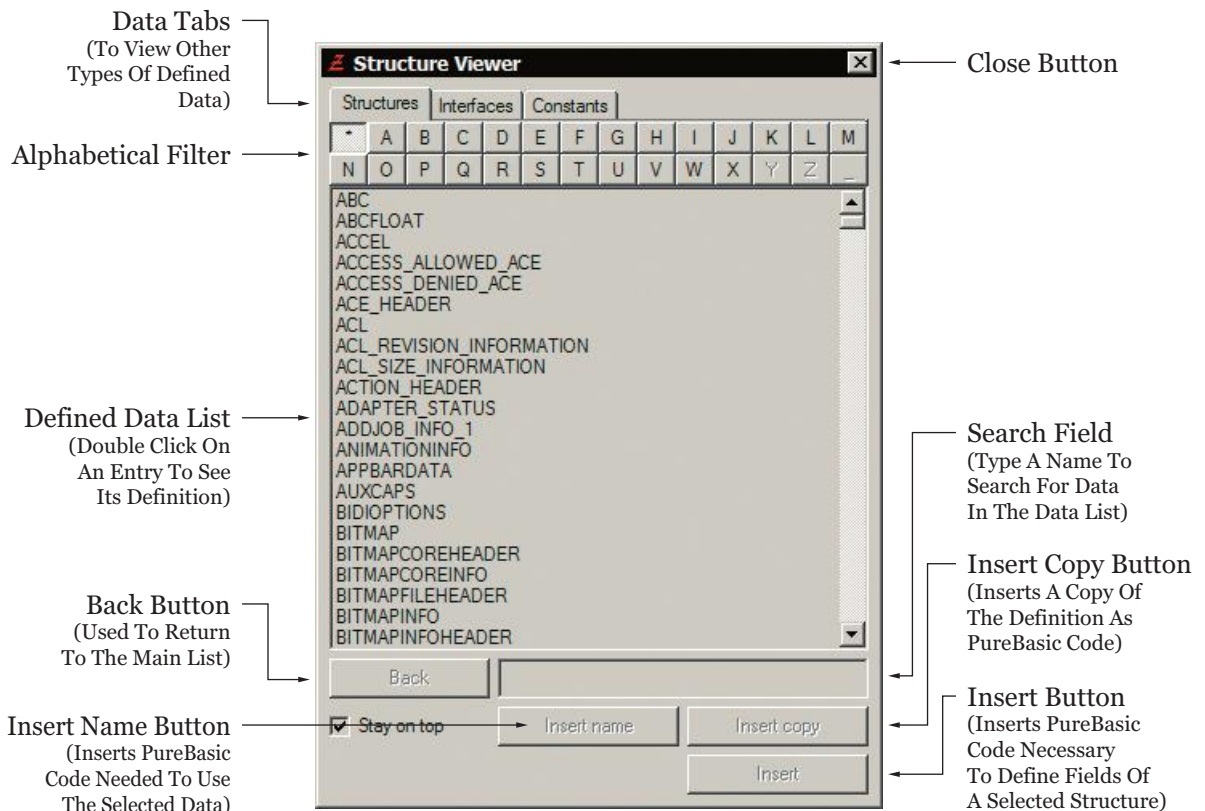 Data Tabs
(To View Other
Types Of Defined
Data)
Alphabetical Filter
Defined Data List
(Double Click On
An Entry To See
Its Definition)
Back Button
(Used To Return
To The Main List)
Insert Name Button
(Inserts PureBasic
Code Needed To Use
The Selected Data)
Structure Viewer
Structures Interfaces Constants
* A B C D E F G H I J K L M
N O P Q R S T U V W X Y Z _
ABC
ABCFLOAT
ACCEL
ACCESS_ALLOWED_ACE
ACCESS_DENIED_ACE
ACE_HEADER
ACL
ACL_REVISION_INFORMATION
ACL_SIZE_INFORMATION
ACTION_HEADER
ADAPTER_STATUS
ADDJOB_INFO_1
ANIMATIONINFO
APPBARDATA
AUXCAPS
BIDIOPTIONS
BITMAP
BITMAPCOREHEADER
BITMAPCOREINFO
BITMAPFILEHEADER
BITMAPINFO
BITMAPINFOHEADER
Back
Stay on top Insert name Insert copy
Insert
Close Button
Search Field
(Type A Name To
Search For Data
In The Data List)
Insert Copy Button
(Inserts A Copy Of
The Definition As
PureBasic Code)
Insert Button
(Inserts PureBasic
Code Necessary
To Define Fields Of
A Selected Structure)